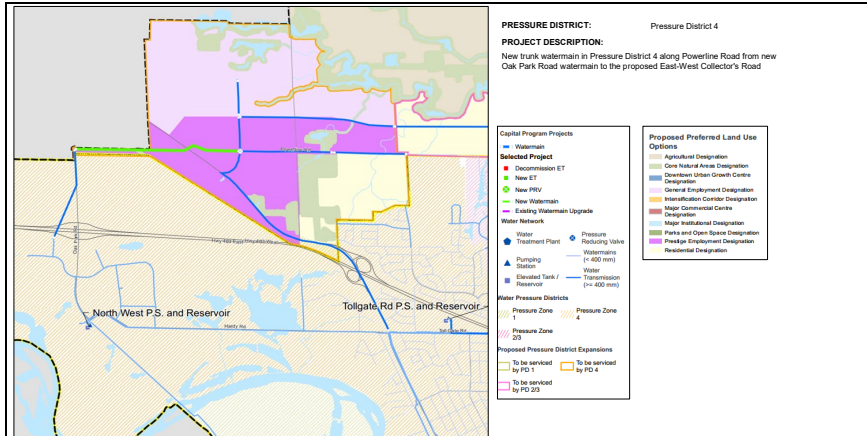 PRESSURE DISTRICT: Pressure District 4
PROJECT DESCRIPTION:
New trunk watermain in Pressure District 4 along Powerline Road from new
Oak Park Road watermain to the proposed East-West Collector's Road
Oak Park Rd
North West P.S. and Reservoir
Hardy Rd
Tollgate Rd P.S. and Reservoir
Capital Program Projects
Watermain
Selected Project
Decommission ET
New ET
New PRV
New Watermain
Existing Watermain Upgrade
Water Network
Water
Treatment Plant
Pressure
Reducing Valve
Pumping
Station
Watermains
(< 400 mm)
Elevated Tank /
Reservoir
Water
Transmission
(>= 400 mm)
Water Pressure Districts
Pressure Zone
1
Pressure Zone
4
Pressure Zone
2/3
Proposed Pressure District Expansions
To be serviced
by PD 1
To be serviced
by PD 4
To be serviced
by PD 2/3
Proposed Preferred Land Use
Options
Agricultural Designation
Core Natural Areas Designation
Downtown Urban Growth Centre
Designation
General Employment Designation
Intensification Corridor Designation
Major Commercial Centre
Designation
Major Institutional Designation
Parks and Open Space Designation
Prestige Employment Designation
Residential Designation